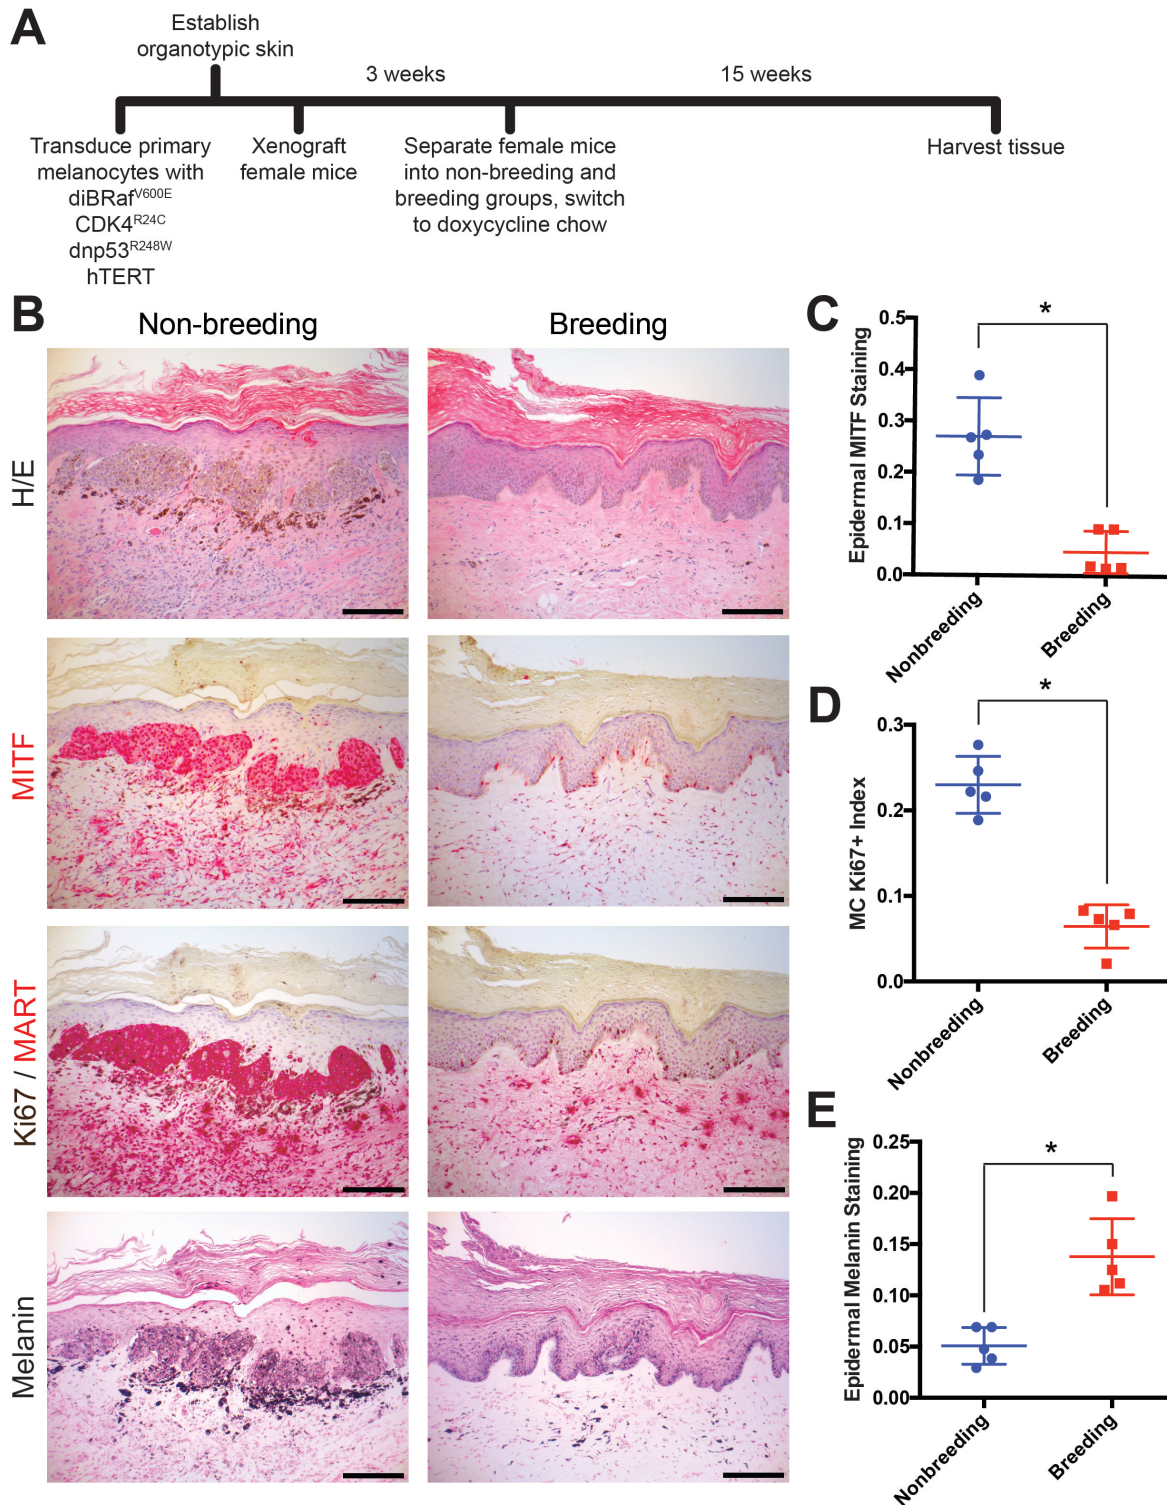 A
Establish
organotypic skin
3 weeks
15 weeks
Transduce primary
melanocytes with
diBRafV600E
CDK4R24C
dnp53R248W
hTERT
Xenograft
female mice
Separate female mice
into non-breeding and
breeding groups, switch
to doxycycline chow
Harvest tissue
B
Non-breeding
Breeding
H/E
MITF
Ki67 / MART
Melanin
C
Epidermal MITF Staining
0.5
0.4
0.3
0.2
0.1
0.0
*
Nonbreeding
Breeding
D
MC Ki67+ Index
0.3
0.2
0.1
0.0
*
Nonbreeding
Breeding
E
Epidermal Melanin Staining
0.25
0.20
0.15
0.10
0.05
0.00
*
Nonbreeding
Breeding